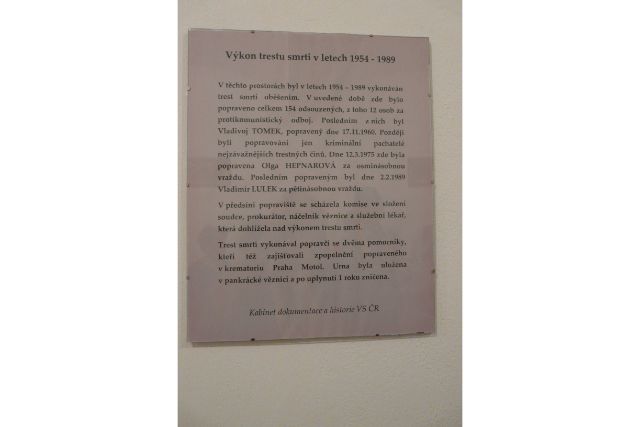 Výkon trestu smrti v letech 1954 - 1989
V těchto prostorách byl v letech 1954 – 1989 vykonáván
trest smrti oběšením. V uvedené době zde bylo
popraveno celkem 154 odsouzených, z toho 12 osob za
protikmunistický odboj. Posledním z nich byl
Vladivoj TOMEK, popravený dne 17.11.1960. Později
byli popravováni jen kriminální pachatelé
nejzávažnějších trestných činů. Dne 12.3.1975 zde byla
popravena Olga HEPNAROVÁ za osminásobnou
vraždu. Posledním popraveným byl dne 2.2.1989
Vladimír LULEK za pětinásobnou vraždu.
V předsíni popraviště se scházela komise ve složení
soudce, prokurátor, náčelník věznice a služební lékař,
která dohlížela nad výkonem trestu smrti.
Trest smrti vykonával popravčí se dvěma pomocníky,
kteří též zajišťovali zpopelnění popraveného
v krematoriu Praha Motol. Urna byla uložena
v pankrácké věznici a po uplynutí 1 roku zničena.
Kabinet dokumentace a historie VS ČR